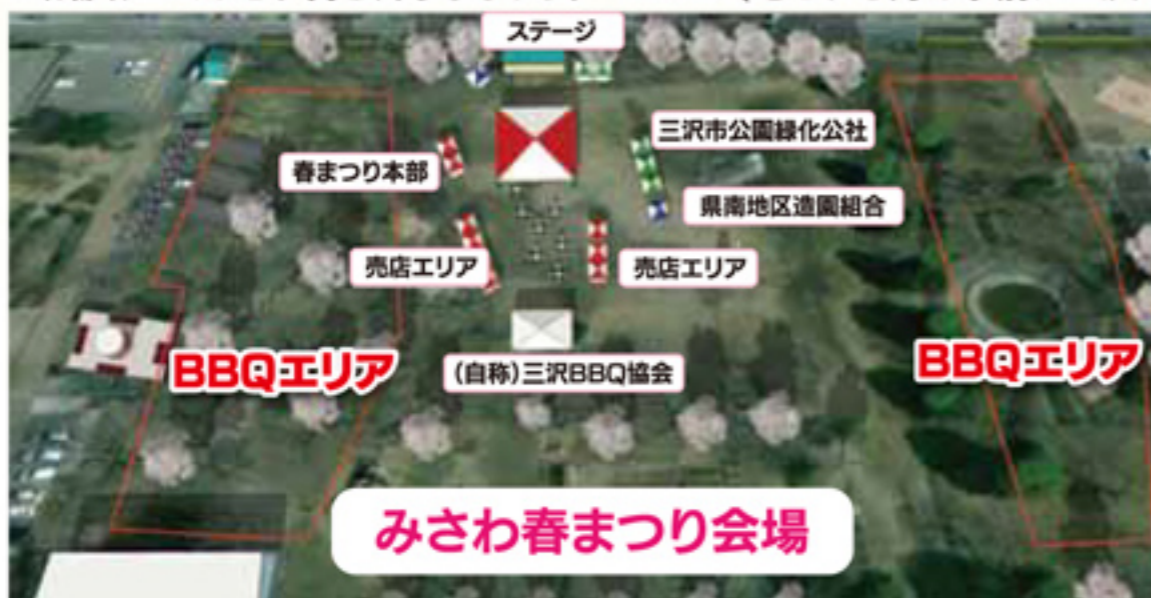 ステージ
三沢市公園緑化公社
春まつり本部
県南地区造園組合
売店エリア
売店エリア
BBQエリア
BBQエリア
(自称)三沢BBQ協会
みさわ春まつり会場